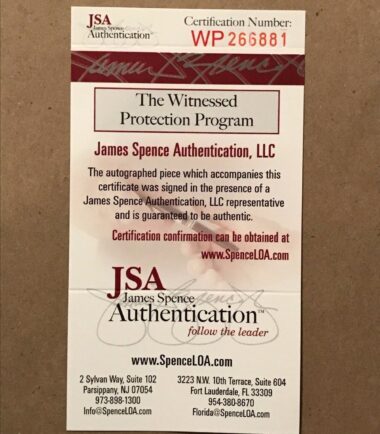 JSA
James Spence
Authentication™
Certification Number:
WP 266881
The Witnessed
Protection Program
James Spence Authentication, LLC
The autographed piece which accompanies this
certificate was signed in the presence of a
James Spence Authentication, LLC representative
and is guaranteed to be authentic.
Certification confirmation can be obtained at
www.SpenceLOA.com
JSA
James Spence
Authentication™
follow the leader
www.SpenceLOA.com
2 Sylvan Way, Suite 102
Parsippany, NJ 07054
973-898-1300
Info@SpenceLOA.com
3223 N.W. 10th Terrace, Suite 604
Fort Lauderdale, FL 33309
954-380-8670
Florida@SpenceLOA.com